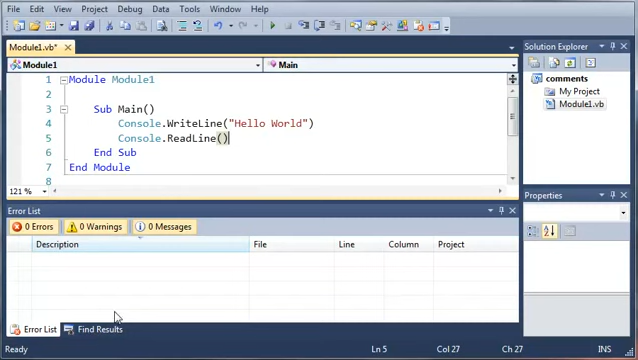 File Edit View Project Debug Data Tools Window Help
Module1.vb*
Module1 Main
1 Module Module1
2
3 Sub Main()
4 Console.WriteLine("Hello World")
5 Console.ReadLine()
6 End Sub
7 End Module
8
121 %
Error List
0 Errors 0 Warnings 0 Messages
Description File Line Column Project
Error List Find Results
Solution Explorer
comments
My Project
Module1.vb
Properties
Ready Ln 5 Col 27 Ch 27 INS